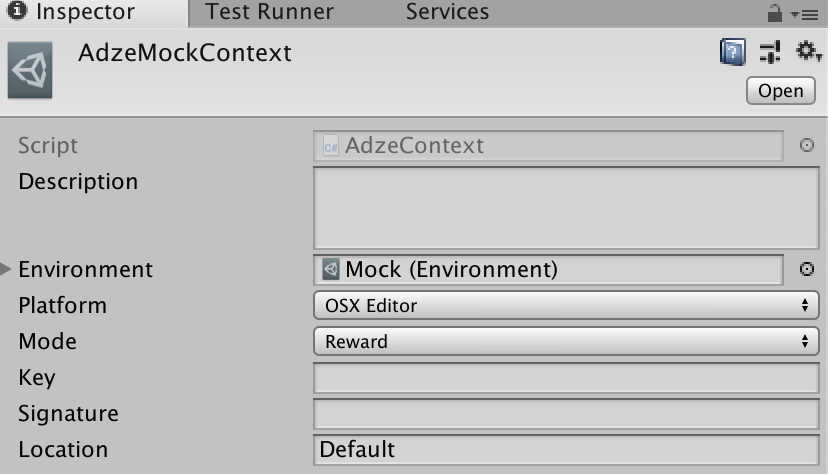 Inspector Test Runner Services
AdzeMockContext
Open
Script C# AdzeContext
Description
Environment Mock (Environment)
Platform OSX Editor
Mode Reward
Key
Signature
Location Default